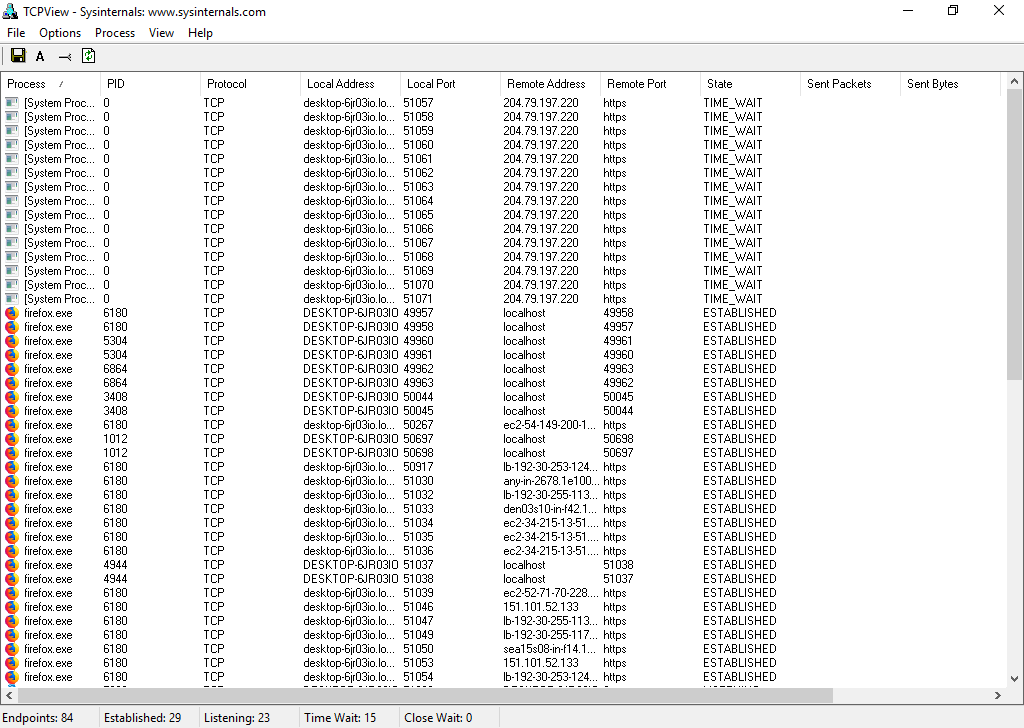 TCPView - Sysinternals: www.sysinternals.com
File Options Process View Help
A
Process / PID Protocol Local Address Local Port Remote Address Remote Port State Sent Packets Sent Bytes
[System Proc... 0 TCP desktop-6jr03io.lo... 51057 204.79.197.220 https TIME_WAIT
[System Proc... 0 TCP desktop-6jr03io.lo... 51058 204.79.197.220 https TIME_WAIT
[System Proc... 0 TCP desktop-6jr03io.lo... 51059 204.79.197.220 https TIME_WAIT
[System Proc... 0 TCP desktop-6jr03io.lo... 51060 204.79.197.220 https TIME_WAIT
[System Proc... 0 TCP desktop-6jr03io.lo... 51061 204.79.197.220 https TIME_WAIT
[System Proc... 0 TCP desktop-6jr03io.lo... 51062 204.79.197.220 https TIME_WAIT
[System Proc... 0 TCP desktop-6jr03io.lo... 51063 204.79.197.220 https TIME_WAIT
[System Proc... 0 TCP desktop-6jr03io.lo... 51064 204.79.197.220 https TIME_WAIT
[System Proc... 0 TCP desktop-6jr03io.lo... 51065 204.79.197.220 https TIME_WAIT
[System Proc... 0 TCP desktop-6jr03io.lo... 51066 204.79.197.220 https TIME_WAIT
[System Proc... 0 TCP desktop-6jr03io.lo... 51067 204.79.197.220 https TIME_WAIT
[System Proc... 0 TCP desktop-6jr03io.lo... 51068 204.79.197.220 https TIME_WAIT
[System Proc... 0 TCP desktop-6jr03io.lo... 51069 204.79.197.220 https TIME_WAIT
[System Proc... 0 TCP desktop-6jr03io.lo... 51070 204.79.197.220 https TIME_WAIT
[System Proc... 0 TCP desktop-6jr03io.lo... 51071 204.79.197.220 https TIME_WAIT
firefox.exe 6180 TCP DESKTOP-6JR03IO 49957 localhost 49958 ESTABLISHED
firefox.exe 6180 TCP DESKTOP-6JR03IO 49958 localhost 49957 ESTABLISHED
firefox.exe 5304 TCP DESKTOP-6JR03IO 49960 localhost 49961 ESTABLISHED
firefox.exe 5304 TCP DESKTOP-6JR03IO 49961 localhost 49960 ESTABLISHED
firefox.exe 6864 TCP DESKTOP-6JR03IO 49962 localhost 49963 ESTABLISHED
firefox.exe 6864 TCP DESKTOP-6JR03IO 49963 localhost 49962 ESTABLISHED
firefox.exe 3408 TCP DESKTOP-6JR03IO 50044 localhost 50045 ESTABLISHED
firefox.exe 3408 TCP DESKTOP-6JR03IO 50045 localhost 50044 ESTABLISHED
firefox.exe 6180 TCP desktop-6jr03io.lo... 50267 ec2-54-149-200-1... https ESTABLISHED
firefox.exe 1012 TCP DESKTOP-6JR03IO 50697 localhost 50698 ESTABLISHED
firefox.exe 1012 TCP DESKTOP-6JR03IO 50698 localhost 50697 ESTABLISHED
firefox.exe 6180 TCP desktop-6jr03io.lo... 50917 lb-192-30-253-124... https ESTABLISHED
firefox.exe 6180 TCP desktop-6jr03io.lo... 51030 any-in-2678.1e100... https ESTABLISHED
firefox.exe 6180 TCP desktop-6jr03io.lo... 51032 lb-192-30-255-113... https ESTABLISHED
firefox.exe 6180 TCP desktop-6jr03io.lo... 51033 den03s10-in-f42.1... https ESTABLISHED
firefox.exe 6180 TCP desktop-6jr03io.lo... 51034 ec2-34-215-13-51.... https ESTABLISHED
firefox.exe 6180 TCP desktop-6jr03io.lo... 51035 ec2-34-215-13-51.... https ESTABLISHED
firefox.exe 6180 TCP desktop-6jr03io.lo... 51036 ec2-34-215-13-51.... https ESTABLISHED
firefox.exe 4944 TCP DESKTOP-6JR03IO 51037 localhost 51038 ESTABLISHED
firefox.exe 4944 TCP DESKTOP-6JR03IO 51038 localhost 51037 ESTABLISHED
firefox.exe 6180 TCP desktop-6jr03io.lo... 51039 ec2-52-71-70-228.... https ESTABLISHED
firefox.exe 6180 TCP desktop-6jr03io.lo... 51046 151.101.52.133 https ESTABLISHED
firefox.exe 6180 TCP desktop-6jr03io.lo... 51047 lb-192-30-255-113... https ESTABLISHED
firefox.exe 6180 TCP desktop-6jr03io.lo... 51049 lb-192-30-255-117... https ESTABLISHED
firefox.exe 6180 TCP desktop-6jr03io.lo... 51050 sea15s08-in-f14.1... https ESTABLISHED
firefox.exe 6180 TCP desktop-6jr03io.lo... 51053 151.101.52.133 https ESTABLISHED
firefox.exe 6180 TCP desktop-6jr03io.lo... 51054 lb-192-30-253-124... https ESTABLISHED
Endpoints: 84 Established: 29 Listening: 23 Time Wait: 15 Close Wait: 0